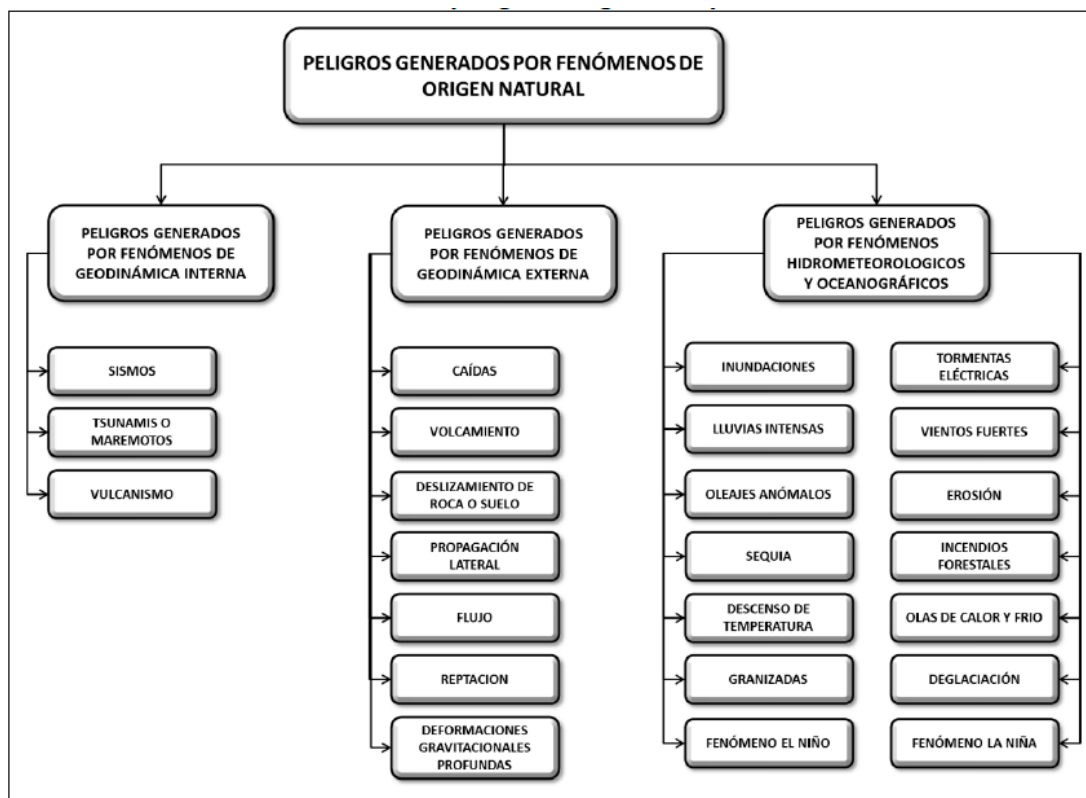 PELIGROS GENERADOS POR FENÓMENOS DE
ORIGEN NATURAL
PELIGROS GENERADOS
POR FENÓMENOS DE
GEODINÁMICA INTERNA
SISMOS
TSUNAMIS O
MAREMOTOS
VULCANISMO
PELIGROS GENERADOS
POR FENÓMENOS DE
GEODINÁMICA EXTERNA
CAÍDAS
VOLCAMIENTO
DESLIZAMIENTO DE
ROCA O SUELO
PROPAGACIÓN
LATERAL
FLUJO
REPTACION
DEFORMACIONES
GRAVITACIONALES
PROFUNDAS
PELIGROS GENERADOS
POR FENÓMENOS
HIDROMETEOROLOGICOS
Y OCEANOGRÁFICOS
INUNDACIONES
LLUVIAS INTENSAS
OLEAJES ANÓMALOS
SEQUIA
DESCENSO DE
TEMPERATURA
GRANIZADAS
FENÓMENO EL NIÑO
TORMENTAS
ELÉCTRICAS
VIENTOS FUERTES
EROSIÓN
INCENDIOS
FORESTALES
OLAS DE CALOR Y FRIO
DEGLACIACIÓN
FENÓMENO LA NIÑA